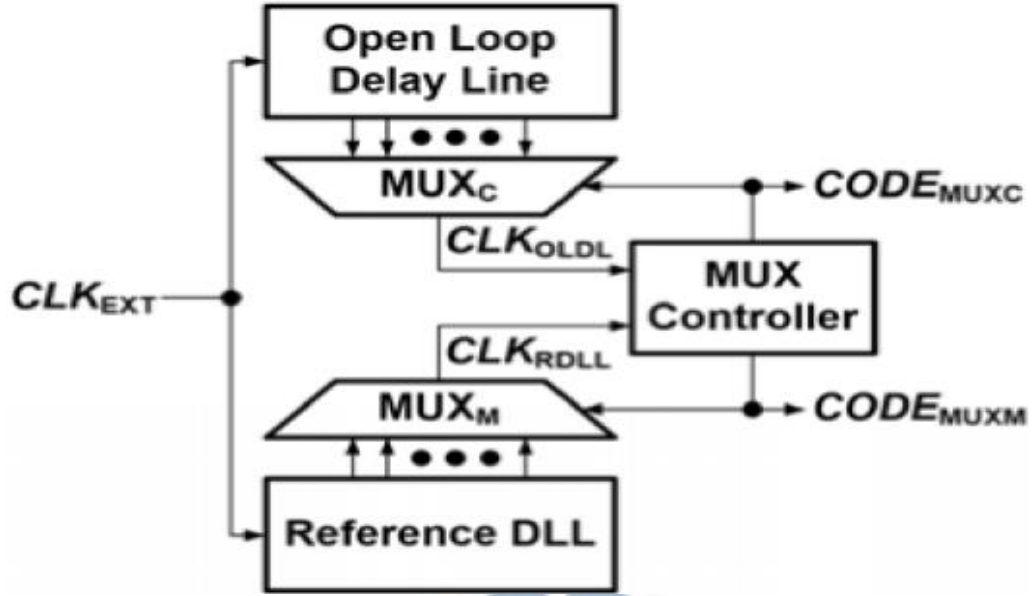 Open Loop
Delay Line
MUXC
CODEMUXC
CLKOLDL
MUX
Controller
CLKEXT
CLKRDLL
MUXM
CODEMUXM
Reference DLL